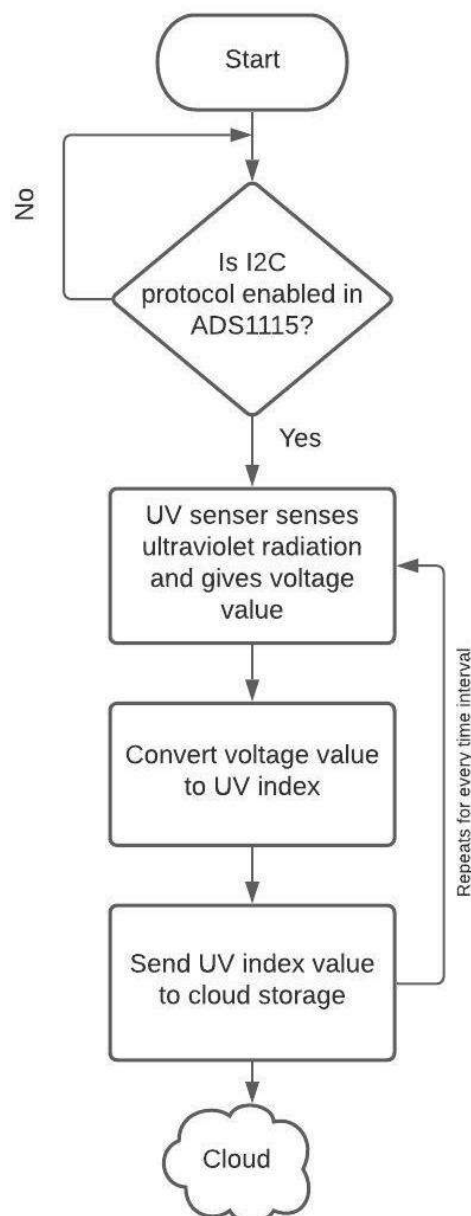 Start
No
Is I2C
protocol enabled in
ADS1115?
Yes
UV senser senses
ultraviolet radiation
and gives voltage
value
Repeats for every time interval
Convert voltage value
to UV index
Send UV index value
to cloud storage
Cloud